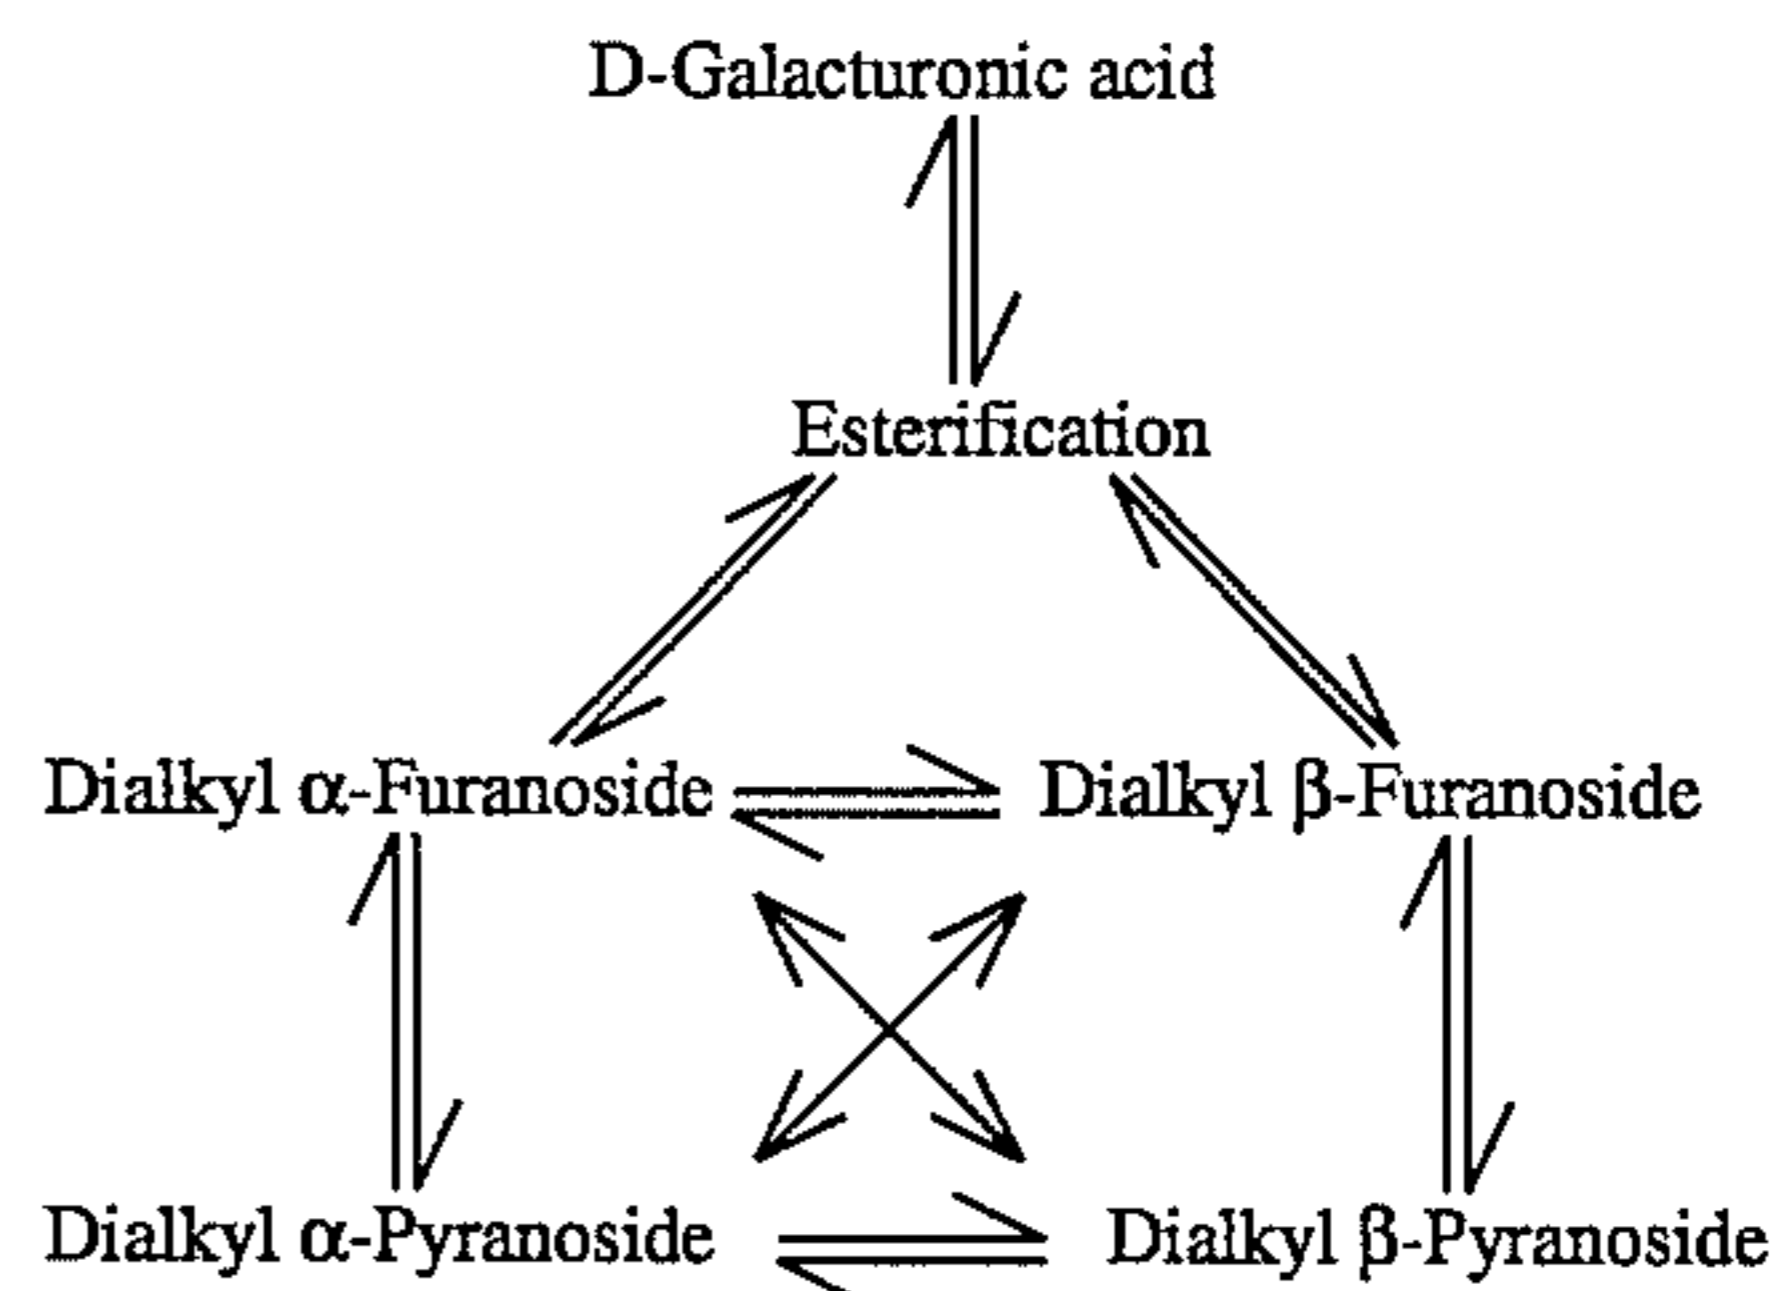 D-Galacturonic acid
Esterification
Dialkyl α-Furanoside
Dialkyl β-Furanoside
Dialkyl α-Pyranoside
Dialkyl β-Pyranoside